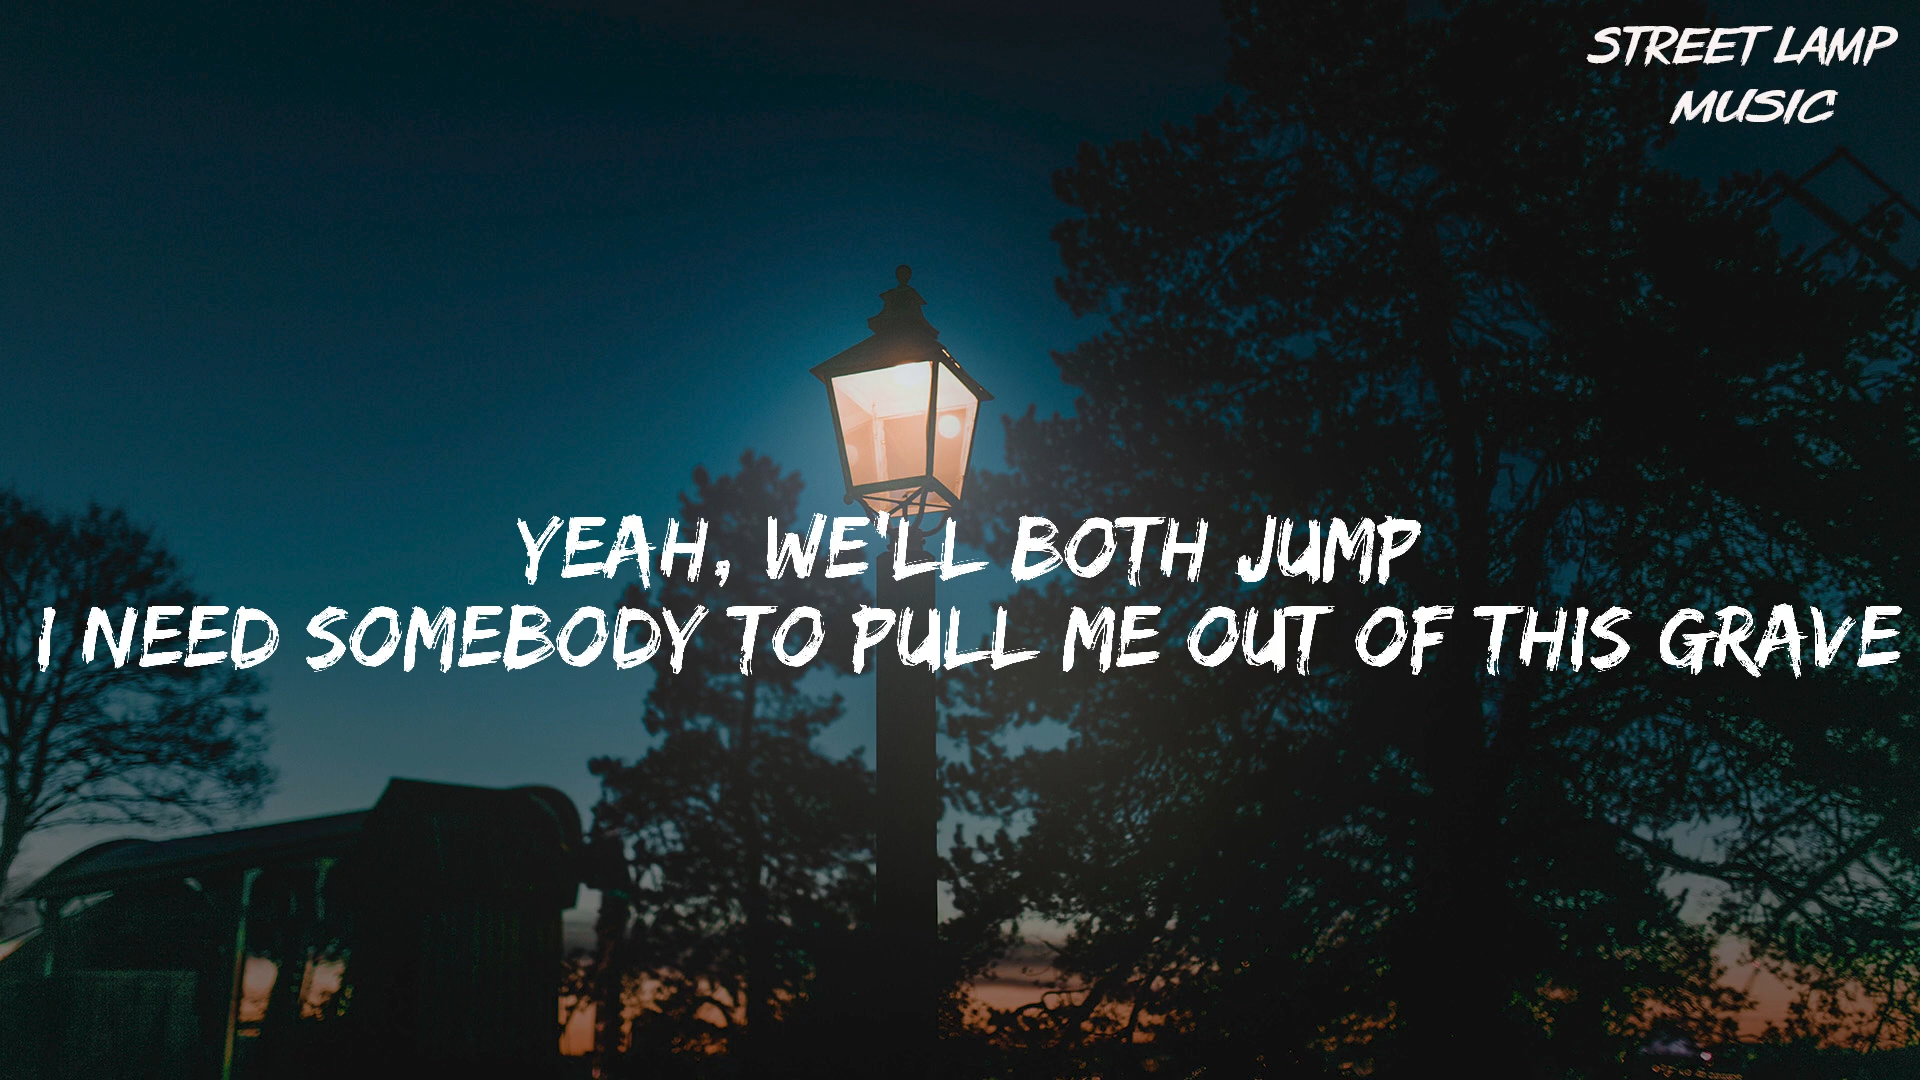 STREET LAMP
MUSIC
YEAH, WE'LL BOTH JUMP
I NEED SOMEBODY TO PULL ME OUT OF THIS GRAVE